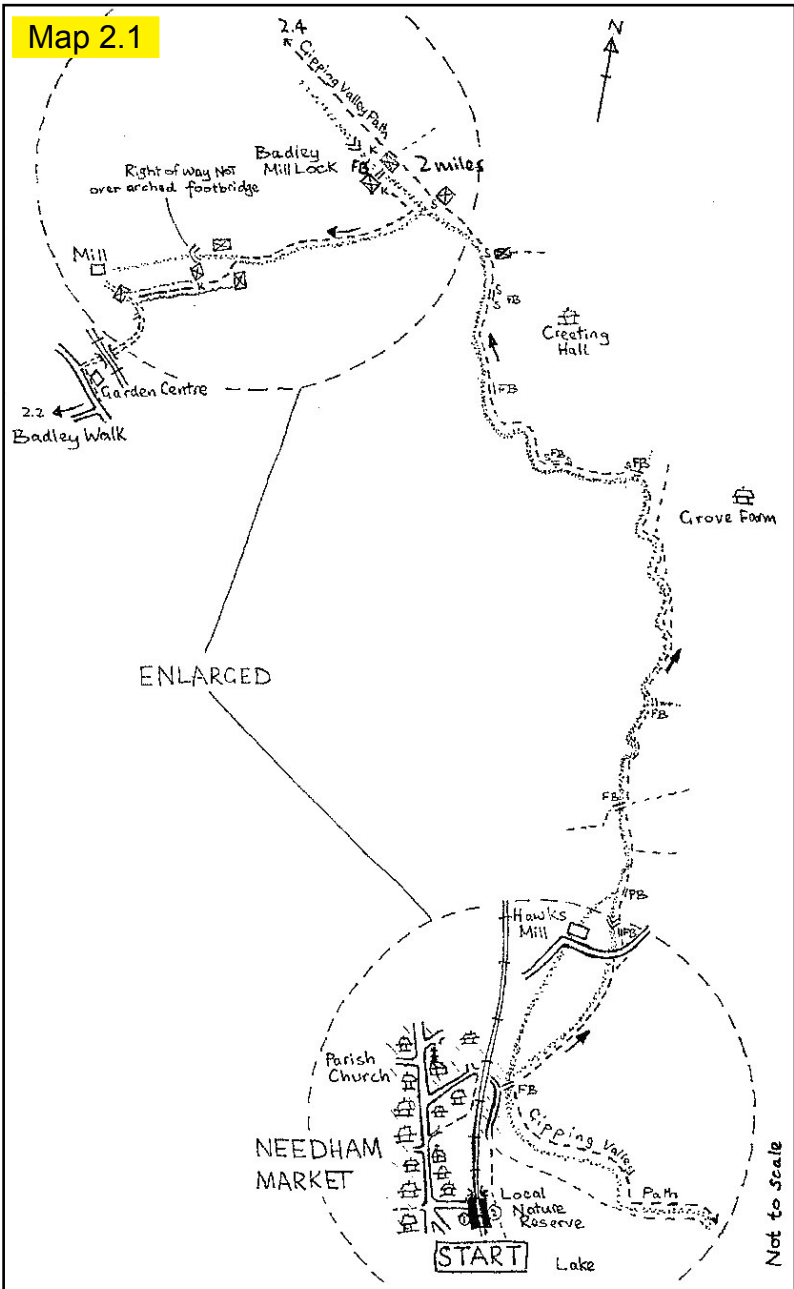 Map 2.1
2.4
N
Gipping Valley Path
K
Badley
Mill Lock
FB
K
2 miles
S
Right of way NOT
over arched footbridge
Mill
K
S
S
S
FB
Creeting
Hall
FB
Garden Centre
2.2
Badley Walk
FB
FB
Grove Farm
ENLARGED
FB
FB
FB
Hawks
Mill
FB
Parish
Church
FB
Gipping Valley
Path
NEEDHAM
MARKET
Local
Nature
Reserve
START
Lake
Not to scale